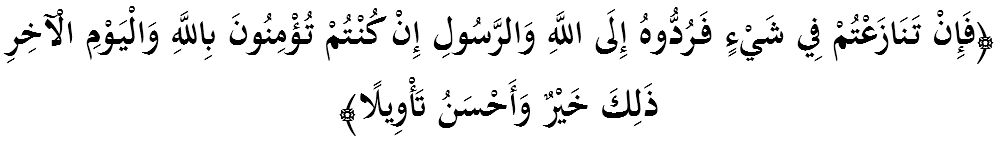 ﴿فَإِنْ تَنَازَعْتُمْ فِي شَيْءٍ فَرُدُّوهُ إِلَى اللَّهِ وَالرَّسُولِ إِنْ كُنْتُمْ تُؤْمِنُونَ بِاللَّهِ وَالْيَوْمِ الْآخِرِ
ذَلِكَ خَيْرٌ وَأَحْسَنُ تَأْوِيلًا﴾